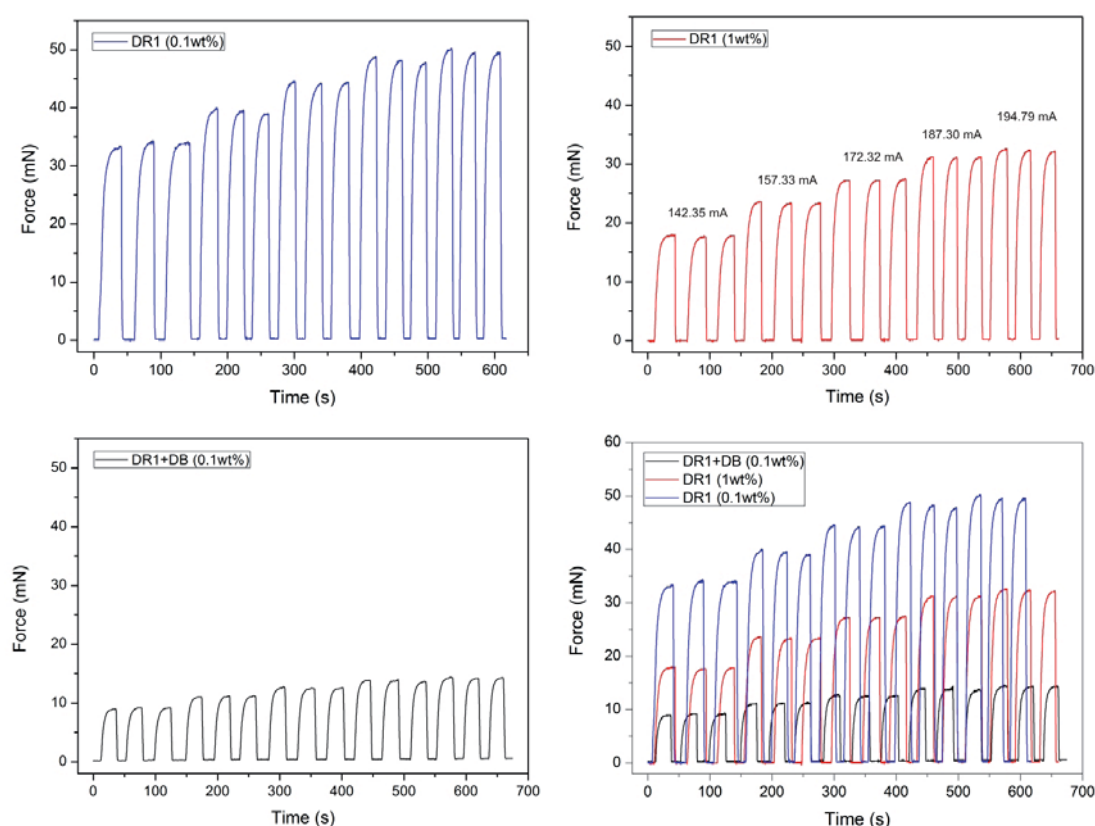 DR1 (0.1wt%)
Force (mN)
50
40
30
20
10
0
0 100 200 300 400 500 600
Time (s)
DR1 (1wt%)
Force (mN)
50
40
30
20
10
0
142.35 mA
157.33 mA
172.32 mA
187.30 mA
194.79 mA
0 100 200 300 400 500 600 700
Time (s)
DR1+DB (0.1wt%)
Force (mN)
50
40
30
20
10
0
0 100 200 300 400 500 600 700
Time (s)
DR1+DB (0.1wt%)
DR1 (1wt%)
DR1 (0.1wt%)
Force (mN)
60
50
40
30
20
10
0
0 100 200 300 400 500 600 700
Time (s)